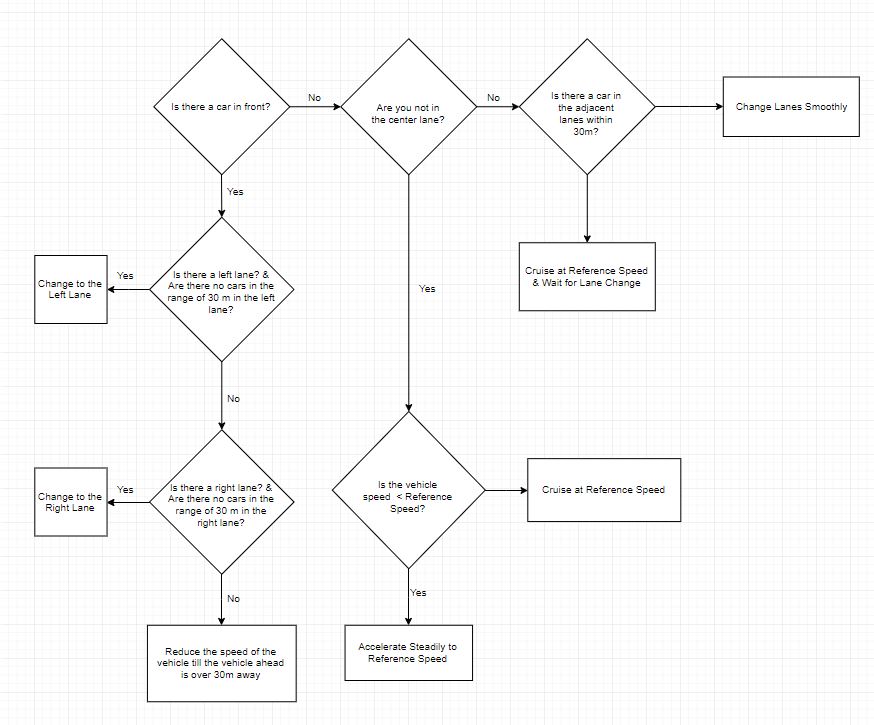 Is there a car in front?
No
Are you not in
the center lane?
No
Is there a car in
the adjacent
lanes within
30m?
Change Lanes Smoothly
Yes
Is there a left lane? &
Are there no cars in the
range of 30 m in the left
lane?
Yes
Change to the
Left Lane
Cruise at Reference Speed
& Wait for Lane Change
Yes
No
Is there a right lane? &
Are there no cars in the
range of 30 m in the
right lane?
Yes
Change to the
Right Lane
Is the vehicle
speed < Reference
Speed?
Cruise at Reference Speed
No
Yes
Reduce the speed of the
vehicle till the vehicle ahead
is over 30m away
Accelerate Steadily to
Reference Speed